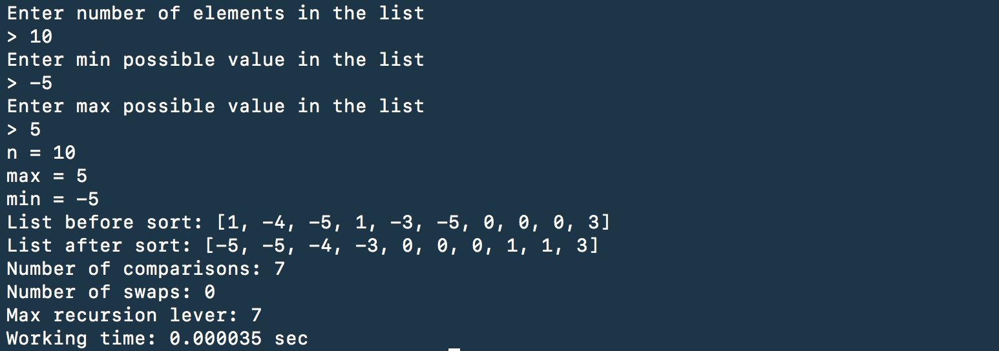 Enter number of elements in the list
> 10
Enter min possible value in the list
> -5
Enter max possible value in the list
> 5
n = 10
max = 5
min = -5
List before sort: [1, -4, -5, 1, -3, -5, 0, 0, 0, 3]
List after sort: [-5, -5, -4, -3, 0, 0, 0, 1, 1, 3]
Number of comparisons: 7
Number of swaps: 0
Max recursion lever: 7
Working time: 0.000035 sec